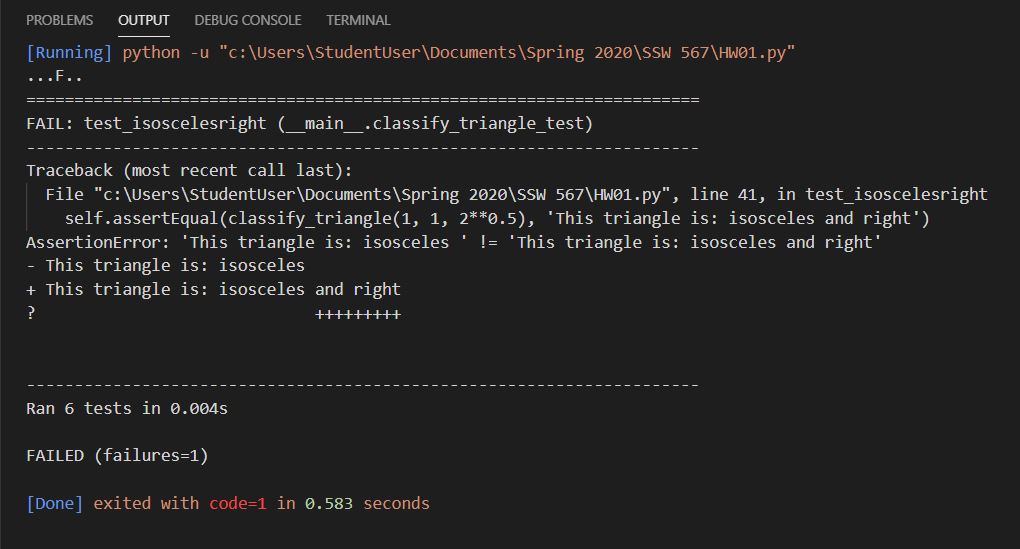 PROBLEMS OUTPUT DEBUG CONSOLE TERMINAL
[Running] python -u "c:\Users\StudentUser\Documents\Spring 2020\SSW 567\HW01.py"
...F..
======================================================================
FAIL: test_isoscelesright (__main__.classify_triangle_test)
----------------------------------------------------------------------
Traceback (most recent call last):
  File "c:\Users\StudentUser\Documents\Spring 2020\SSW 567\HW01.py", line 41, in test_isoscelesright
    self.assertEqual(classify_triangle(1, 1, 2**0.5), 'This triangle is: isosceles and right')
AssertionError: 'This triangle is: isosceles ' != 'This triangle is: isosceles and right'
- This triangle is: isosceles
+ This triangle is: isosceles and right
?                             +++++++++
----------------------------------------------------------------------
Ran 6 tests in 0.004s
FAILED (failures=1)
[Done] exited with code=1 in 0.583 seconds